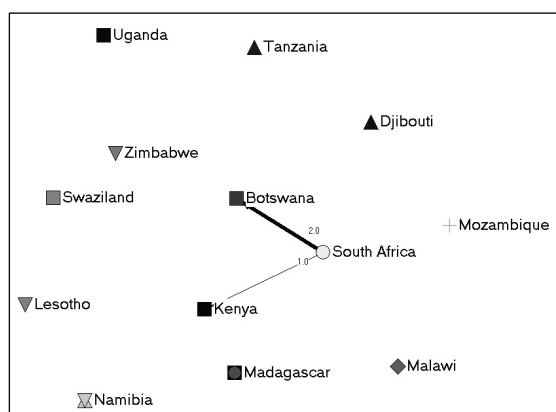 Uganda
Tanzania
Djibouti
Zimbabwe
Swaziland
Botswana
Mozambique
2.0
South Africa
1.0
Lesotho
Kenya
Malawi
Madagascar
Namibia